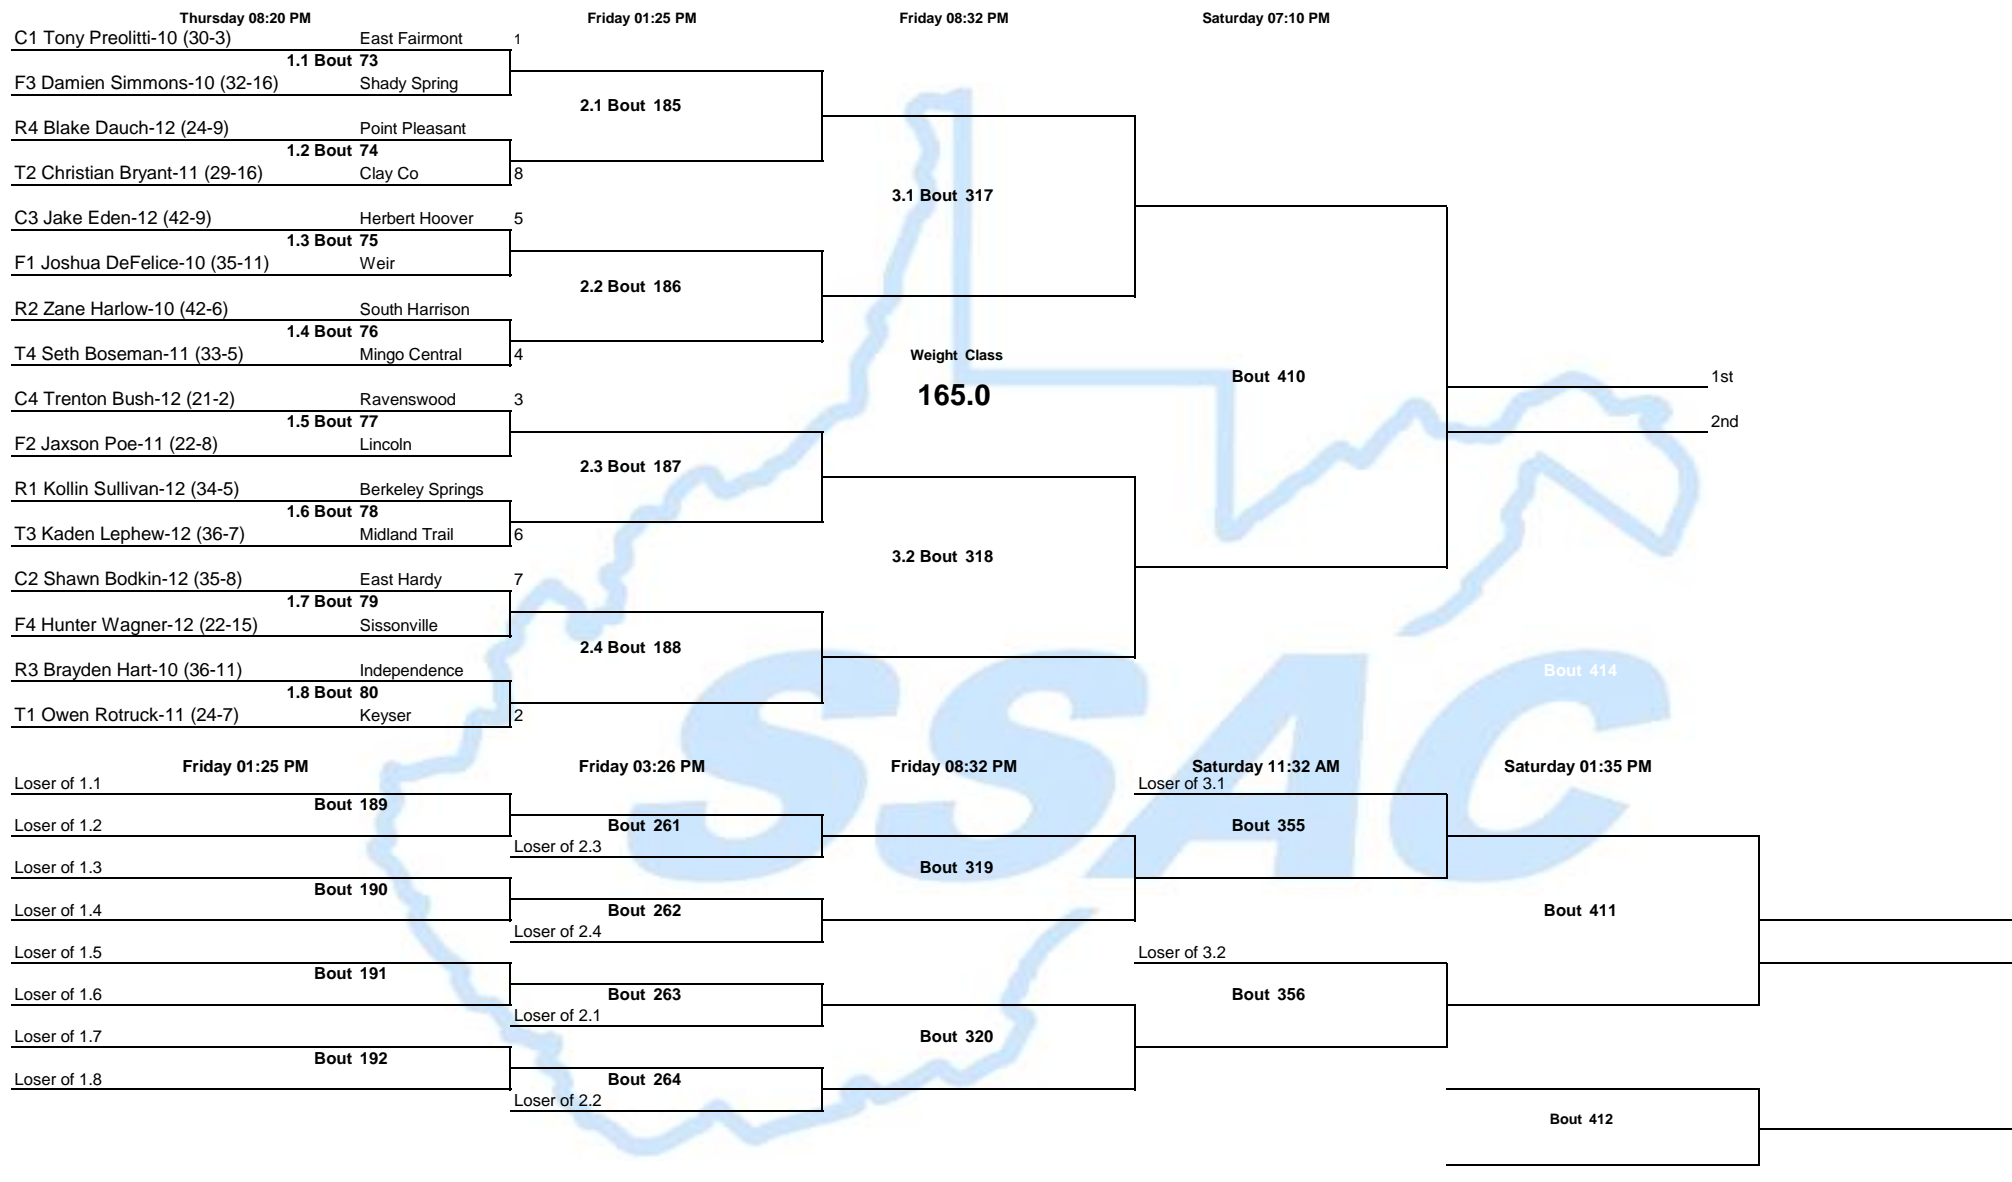 Thursday 08:20 PM Friday 01:25 PM Friday 08:32 PM Saturday 07:10 PM
C1 Tony Preolitti-10 (30-3) East Fairmont 1
1.1 Bout 73
F3 Damien Simmons-10 (32-16) Shady Spring
2.1 Bout 185
R4 Blake Dauch-12 (24-9) Point Pleasant
1.2 Bout 74
T2 Christian Bryant-11 (29-16) Clay Co 8
3.1 Bout 317
C3 Jake Eden-12 (42-9) Herbert Hoover 5
1.3 Bout 75
F1 Joshua DeFelice-10 (35-11) Weir
2.2 Bout 186
R2 Zane Harlow-10 (42-6) South Harrison
1.4 Bout 76
T4 Seth Boseman-11 (33-5) Mingo Central 4
Weight Class
Bout 410
1st
165.0
C4 Trenton Bush-12 (21-2) Ravenswood 3
1.5 Bout 77
2nd
F2 Jaxson Poe-11 (22-8) Lincoln
2.3 Bout 187
R1 Kollin Sullivan-12 (34-5) Berkeley Springs
1.6 Bout 78
T3 Kaden Lephew-12 (36-7) Midland Trail 6
3.2 Bout 318
C2 Shawn Bodkin-12 (35-8) East Hardy 7
1.7 Bout 79
F4 Hunter Wagner-12 (22-15) Sissonville
2.4 Bout 188
R3 Brayden Hart-10 (36-11) Independence
Bout 414
1.8 Bout 80
T1 Owen Rotruck-11 (24-7) Keyser 2
SSAC
Friday 01:25 PM Friday 03:26 PM Friday 08:32 PM Saturday 11:32 AM Saturday 01:35 PM
Loser of 1.1 Loser of 3.1
Bout 189
Loser of 1.2 Bout 261 Bout 355
Loser of 2.3
Loser of 1.3 Bout 319
Bout 190
Loser of 1.4 Bout 262 Bout 411
Loser of 2.4
Loser of 1.5 Loser of 3.2
Bout 191
Loser of 1.6 Bout 263 Bout 356
Loser of 2.1
Loser of 1.7 Bout 320
Bout 192
Loser of 1.8 Bout 264
Loser of 2.2
Bout 412